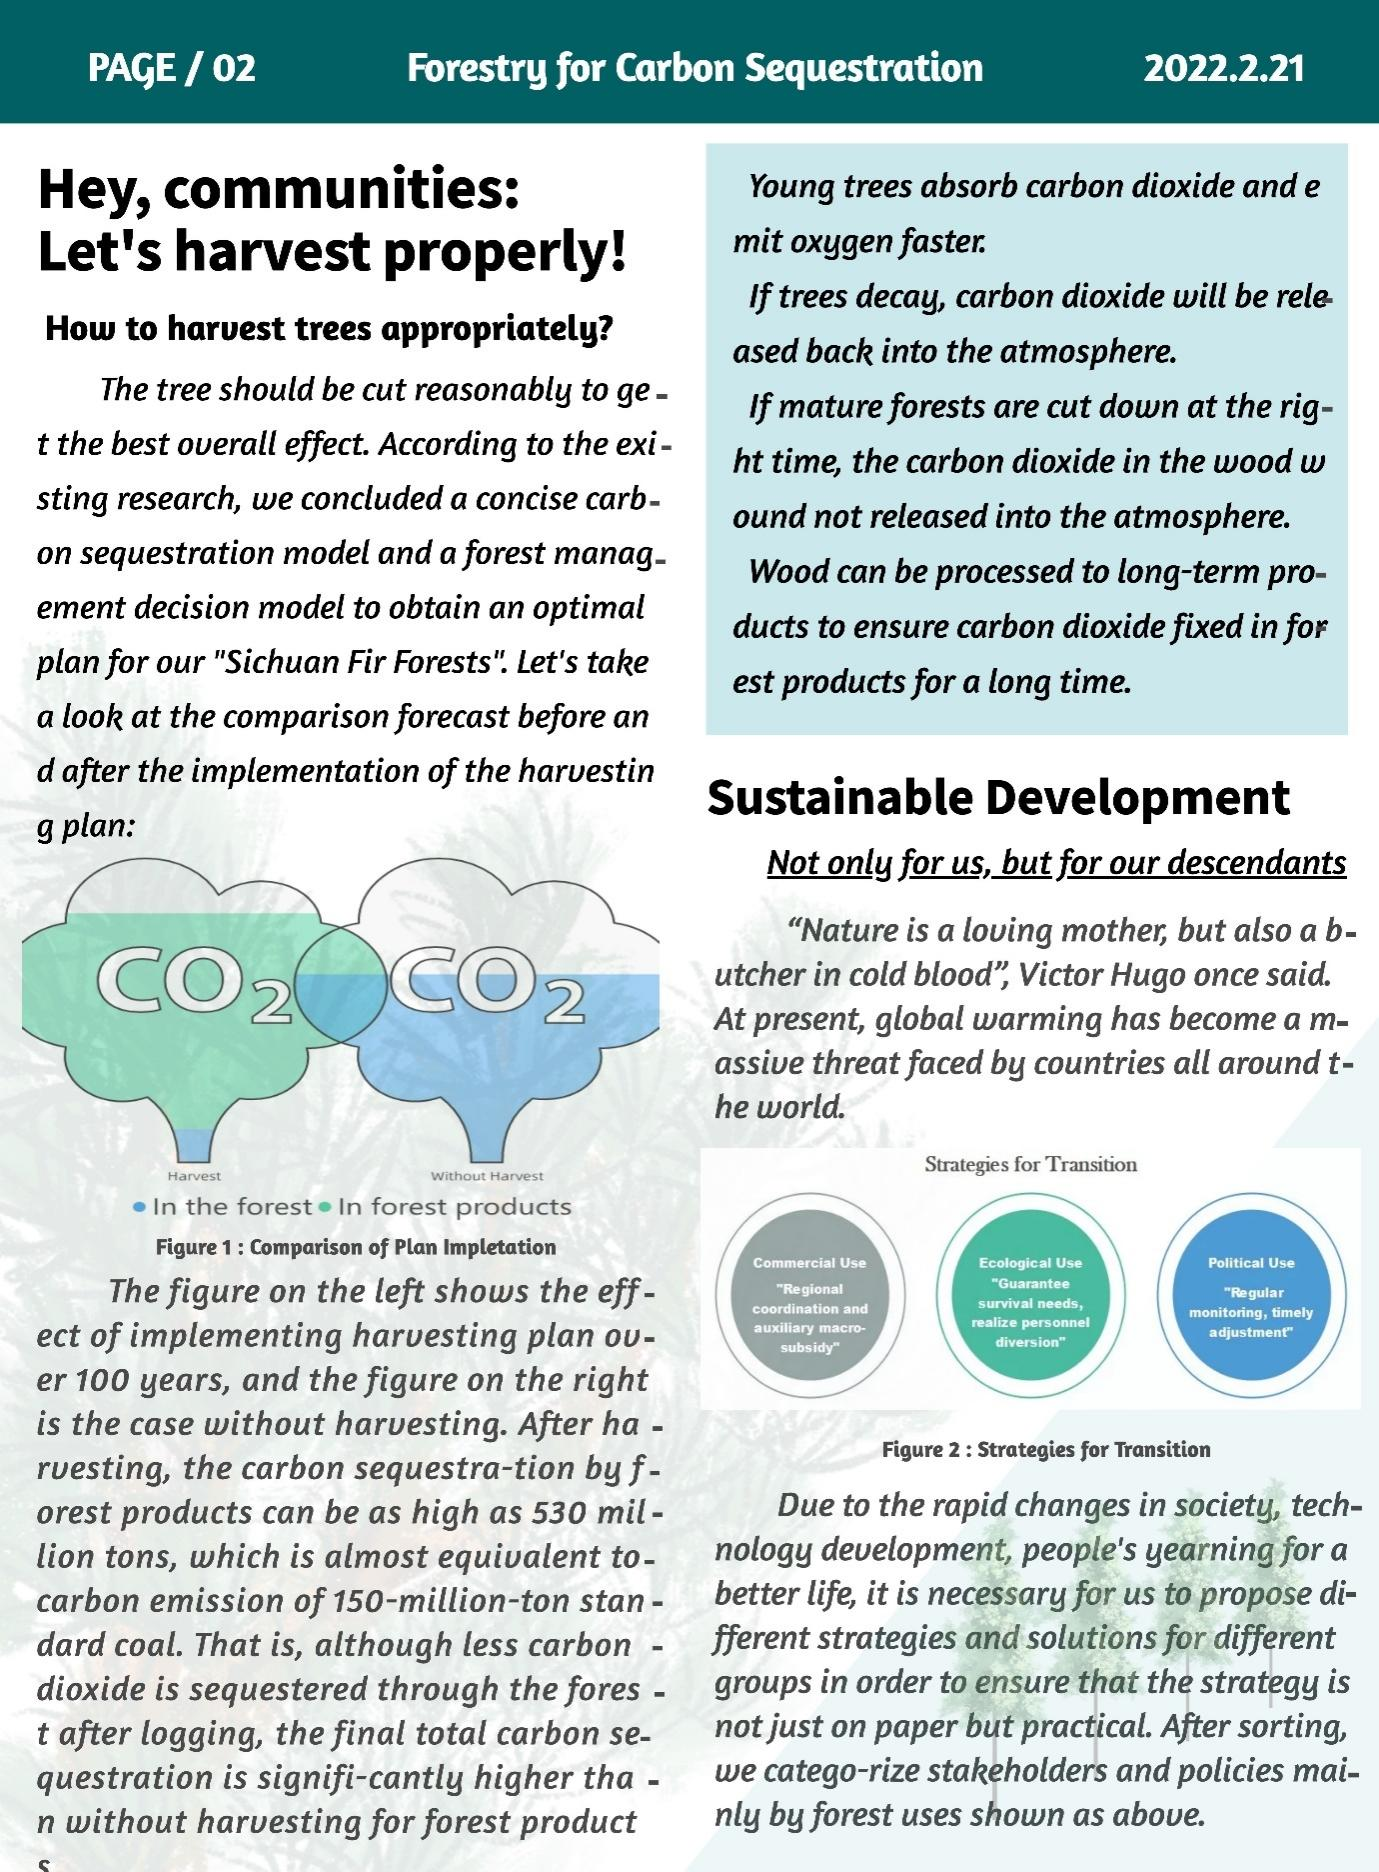 PAGE / 02
Forestry for Carbon Sequestration
2022.2.21
Hey, communities:
Let's harvest properly!
How to harvest trees appropriately?
The tree should be cut reasonably to ge -
t the best overall effect. According to the exi -
sting research, we concluded a concise carb-
on sequestration model and a forest manag-
ement decision model to obtain an optimal
plan for our "Sichuan Fir Forests". Let's take
a look at the comparison forecast before an
d after the implementation of the harvestin
g plan:
CO2
CO2
Harvest
Without Harvest
In the forest
In forest products
Figure 1 : Comparison of Plan Impletation
The figure on the left shows the eff-
ect of implementing harvesting plan ov-
er 100 years, and the figure on the right
is the case without harvesting. After ha -
rvesting, the carbon sequestra-tion by f-
orest products can be as high as 530 mil -
lion tons, which is almost equivalent to-
carbon emission of 150-million-ton stan -
dard coal. That is, although less carbon -
dioxide is sequestered through the fores -
t after logging, the final total carbon se-
questration is signifi-cantly higher tha -
n without harvesting for forest product
s
Young trees absorb carbon dioxide and e
mit oxygen faster.
If trees decay, carbon dioxide will be rele-
ased back into the atmosphere.
If mature forests are cut down at the rig-
ht time, the carbon dioxide in the wood w
ound not released into the atmosphere.
Wood can be processed to long-term pro-
ducts to ensure carbon dioxide fixed in for-
est products for a long time.
Sustainable Development
Not only for us, but for our descendants
“Nature is a loving mother, but also a b-
utcher in cold blood”, Victor Hugo once said.
At present, global warming has become a m-
assive threat faced by countries all around t-
he world.
Strategies for Transition
Commercial Use
"Regional
coordination and
auxiliary macro-
subsidy"
Ecological Use
"Guarantee
survival needs,
realize personnel
diversion"
Political Use
"Regular
monitoring, timely
adjustment"
Figure 2 : Strategies for Transition
Due to the rapid changes in society, tech-
nology development, people's yearning for a
better life, it is necessary for us to propose di-
fferent strategies and solutions for different
groups in order to ensure that the strategy is
not just on paper but practical. After sorting,
we catego-rize stakeholders and policies mai-
nly by forest uses shown as above.